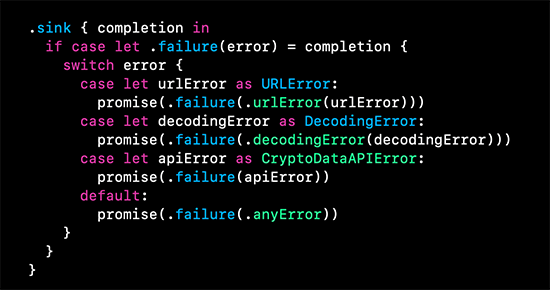 .sink { completion in
  if case let .failure(error) = completion {
    switch error {
      case let urlError as URLError:
        promise(.failure(.urlError(urlError)))
      case let decodingError as DecodingError:
        promise(.failure(.decodingError(decodingError)))
      case let apiError as CryptoDataAPIError:
        promise(.failure(apiError))
      default:
        promise(.failure(.anyError))
    }
  }
}